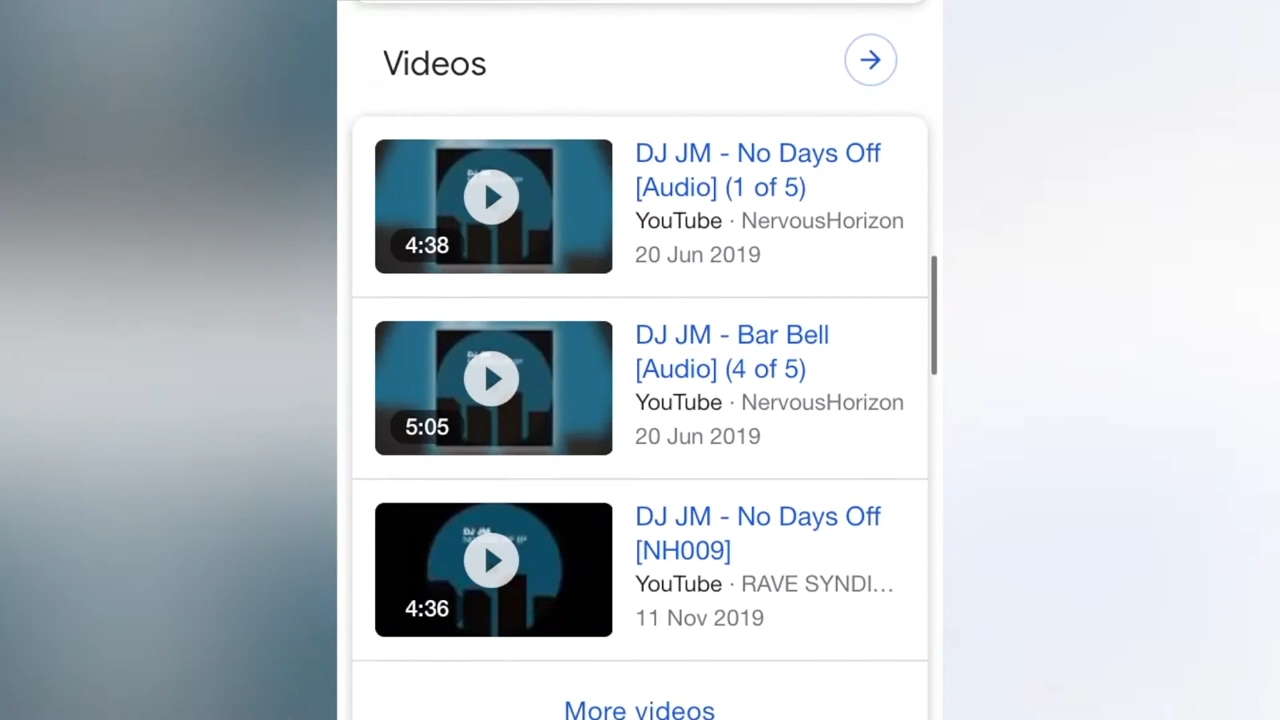 Videos
DJ JM - No Days Off
[Audio] (1 of 5)
YouTube · NervousHorizon
20 Jun 2019
4:38
DJ JM - Bar Bell
[Audio] (4 of 5)
YouTube · NervousHorizon
20 Jun 2019
5:05
DJ JM - No Days Off
[NH009]
YouTube · RAVE SYNDI...
11 Nov 2019
DJ JM
4:36
More videos